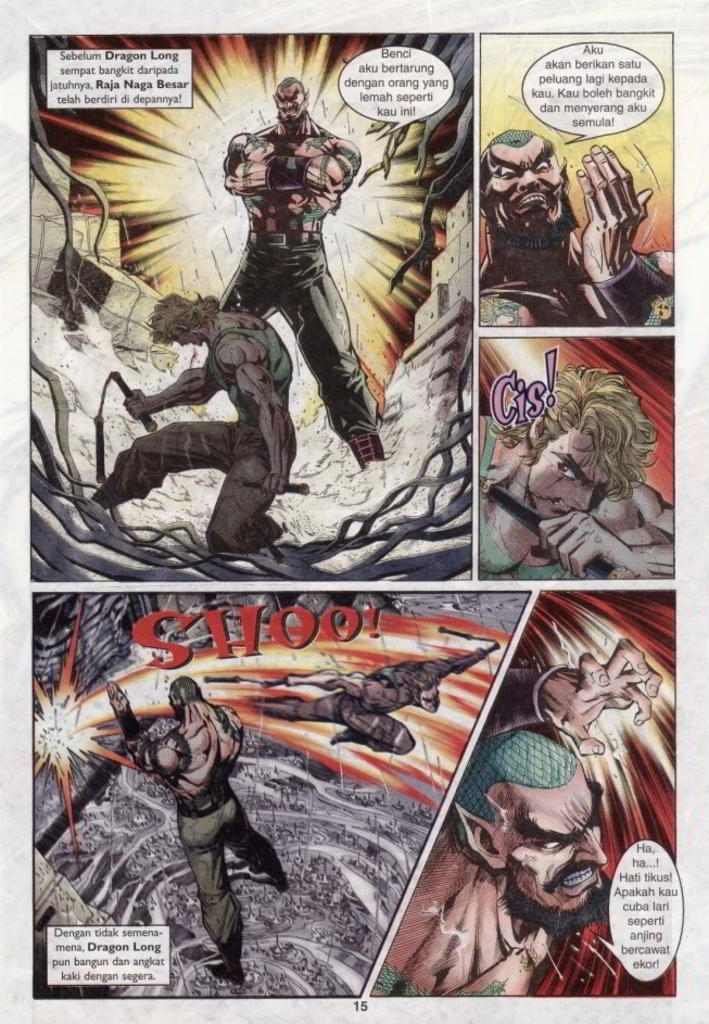 Sebelum Dragon Long
sempat bangkit daripada
jatuhnya, Raja Naga Besar
telah berdiri di depannya!
Benci
aku bertarung
dengan orang yang
lemah seperti
kau ini!
Aku
akan berikan satu
peluang lagi kepada
kau. Kau boleh bangkit
dan menyerang aku
semula!
Cis!
SHOO!
Dengan tidak semena-
mena, Dragon Long
pun bangun dan angkat
kaki dengan segera.
Ha,
ha...!
Hati tikus!
Apakah kau
cuba lari
seperti
anjing
bercawat
ekor!
15